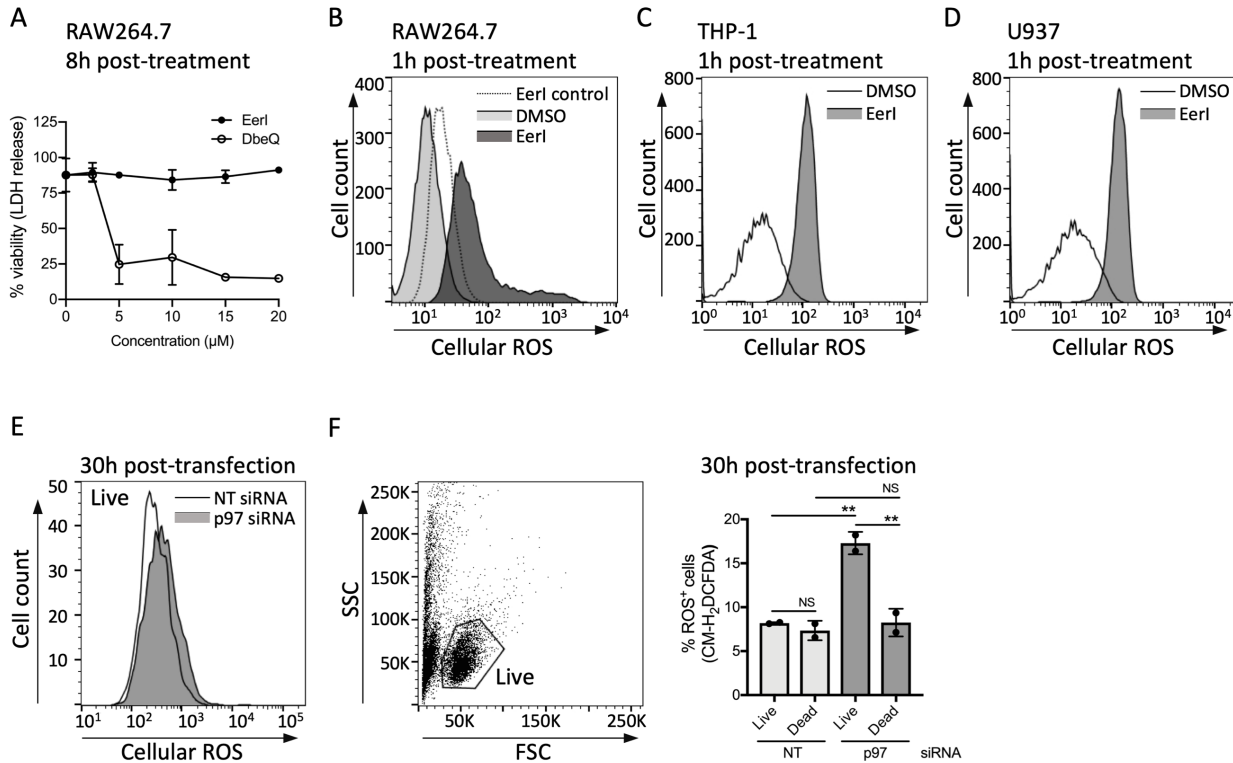 A
RAW264.7
8h post-treatment
EerI
DbeQ
125
100
75
50
25
0
% viability (LDH release)
0 5 10 15 20
Concentration (µM)
B
RAW264.7
1h post-treatment
EerI control
DMSO
EerI
400
300
200
100
0
Cell count
10¹ 10² 10³ 10⁴
Cellular ROS
C
THP-1
1h post-treatment
DMSO
EerI
800
600
400
200
0
Cell count
10⁰ 10¹ 10² 10³ 10⁴
Cellular ROS
D
U937
1h post-treatment
DMSO
EerI
800
600
400
200
0
Cell count
10⁰ 10¹ 10² 10³ 10⁴
Cellular ROS
E
30h post-transfection
Live
NT siRNA
p97 siRNA
50
40
30
20
10
Cell count
10¹ 10² 10³ 10⁴ 10⁵
Cellular ROS
F
250K
200K
150K
100K
50K
0
SSC
Live
50K 150K 250K
FSC
30h post-transfection
NS
**
**
NS
20
15
10
5
0
% ROS⁺ cells
(CM-H₂DCFDA)
Live Dead Live Dead
NT p97 siRNA